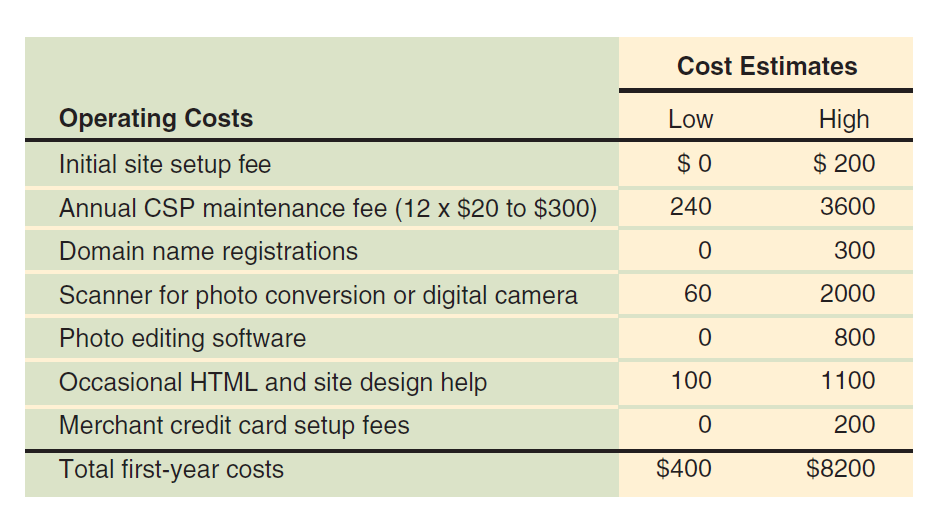 Cost Estimates
Operating Costs Low High
Initial site setup fee $ 0 $ 200
Annual CSP maintenance fee (12 x $20 to $300) 240 3600
Domain name registrations 0 300
Scanner for photo conversion or digital camera 60 2000
Photo editing software 0 800
Occasional HTML and site design help 100 1100
Merchant credit card setup fees 0 200
Total first-year costs $400 $8200